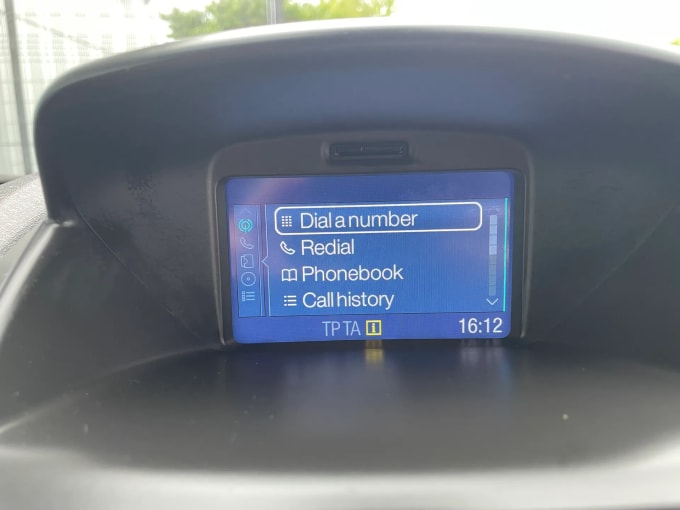 Dial a number
Redial
Phonebook
Call history
TP TA i 16:12